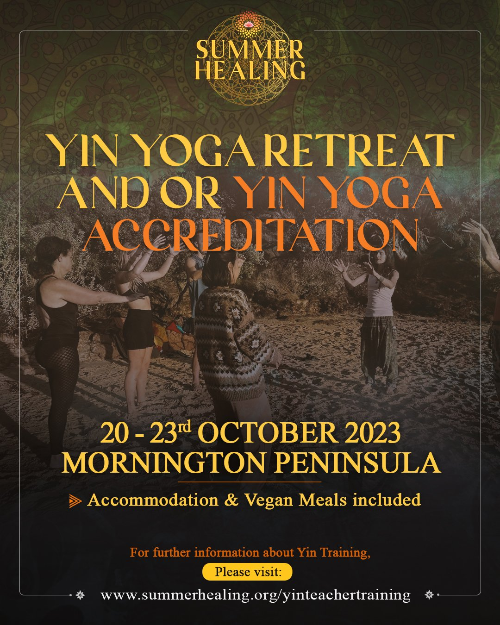 SUMMER
HEALING
YIN YOGA RETREAT
AND OR YIN YOGA
ACCREDITATION
20 - 23rd OCTOBER 2023
MORNINGTON PENINSULA
Accommodation & Vegan Meals included
For further information about Yin Training,
Please visit:
www.summerhealing.org/yinteachertraining